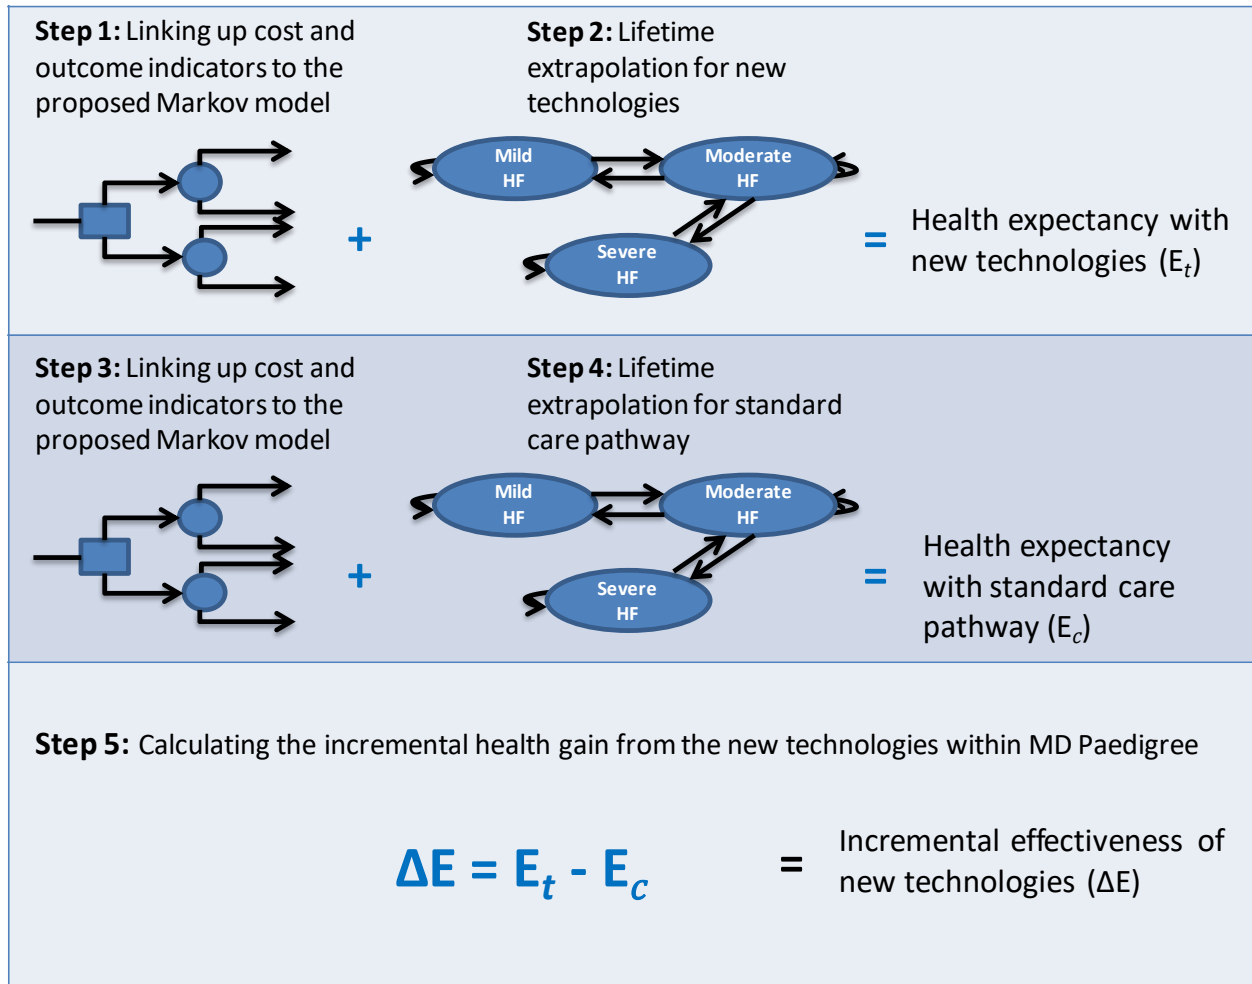 Step 1: Linking up cost and
outcome indicators to the
proposed Markov model
Step 2: Lifetime
extrapolation for new
technologies
Mild
HF
Moderate
HF
Severe
HF
+
=
Health expectancy with
new technologies (Eₜ)
Step 3: Linking up cost and
outcome indicators to the
proposed Markov model
Step 4: Lifetime
extrapolation for standard
care pathway
Mild
HF
Moderate
HF
Severe
HF
+
=
Health expectancy
with standard care
pathway (E𝑐)
Step 5: Calculating the incremental health gain from the new technologies within MD Paedigree
ΔE = Eₜ - E𝑐
=
Incremental effectiveness of
new technologies (ΔE)